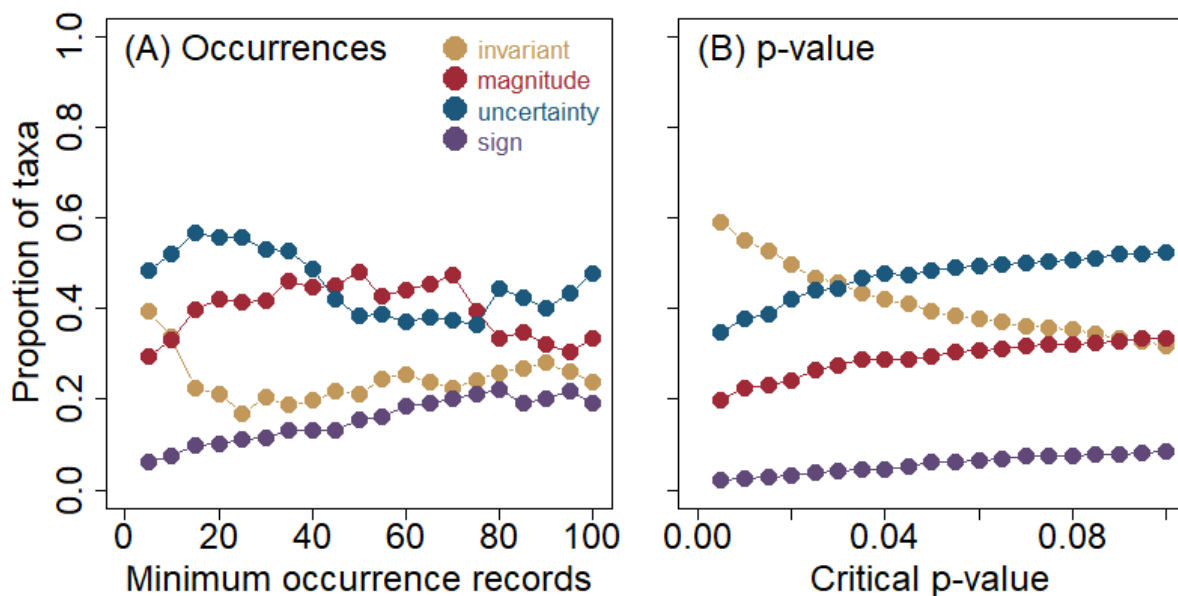 (A) Occurrences
invariant
magnitude
uncertainty
sign
Proportion of taxa
1.0
0.8
0.6
0.4
0.2
0.0
0 20 40 60 80 100
Minimum occurrence records
(B) p-value
0.00 0.04 0.08
Critical p-value